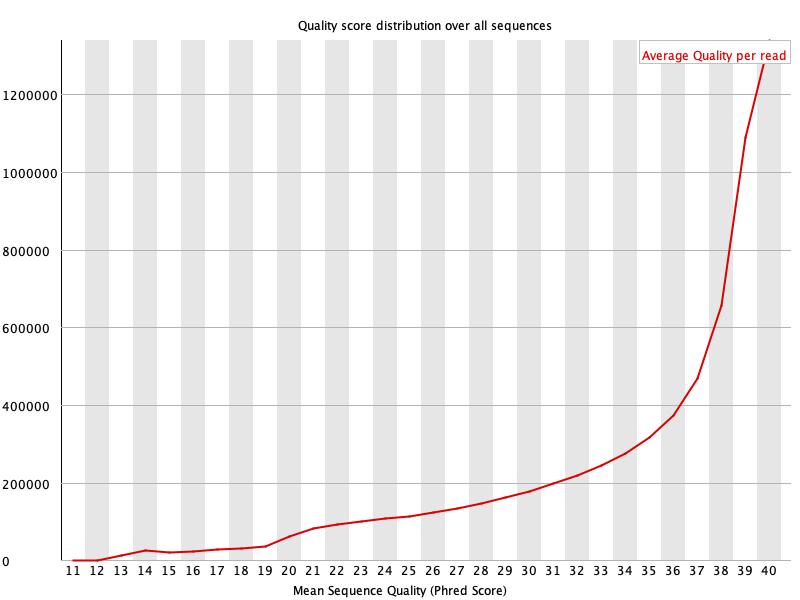 Quality score distribution over all sequences
Average Quality per read
1200000
1000000
800000
600000
400000
200000
0
11 12 13 14 15 16 17 18 19 20 21 22 23 24 25 26 27 28 29 30 31 32 33 34 35 36 37 38 39 40
Mean Sequence Quality (Phred Score)